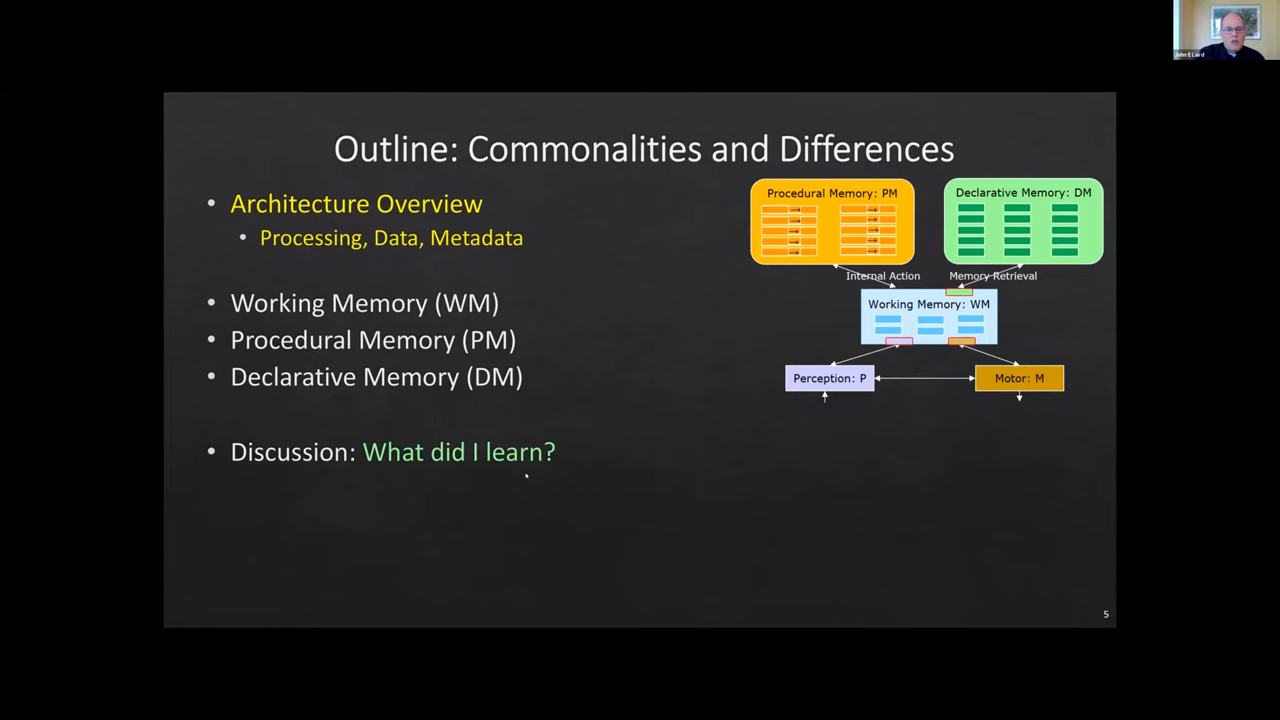 John E Laird
Outline: Commonalities and Differences
• Architecture Overview
• Processing, Data, Metadata
• Working Memory (WM)
• Procedural Memory (PM)
• Declarative Memory (DM)
• Discussion: What did I learn?
Procedural Memory: PM
Declarative Memory: DM
Internal Action
Memory Retrieval
Working Memory: WM
Perception: P
Motor: M
5